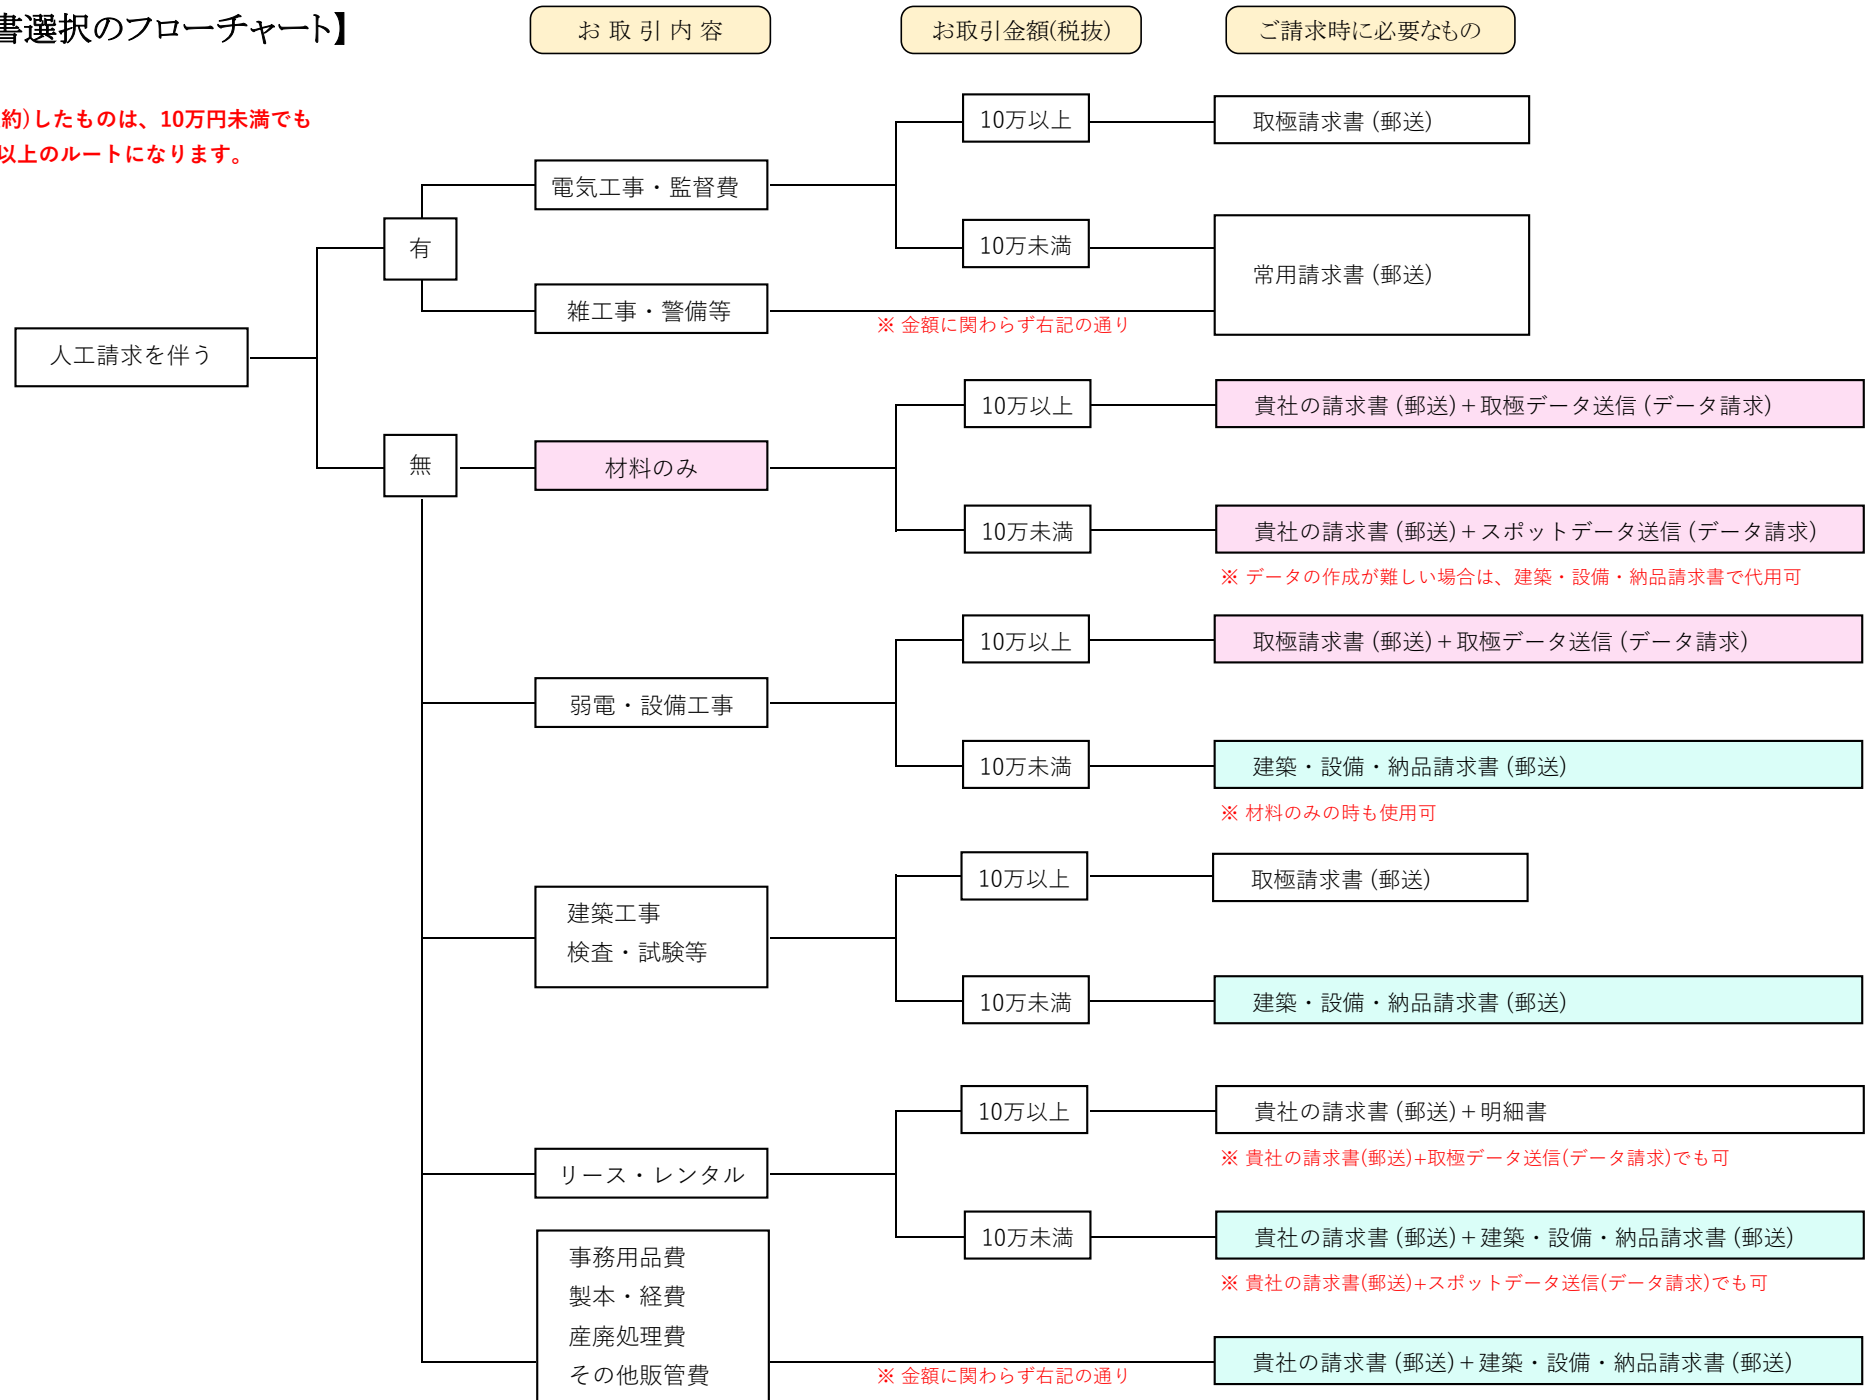 書選択のフローチャート】
お 取 引 内 容
お取引金額(税抜)
ご請求時に必要なもの
約)したものは、10万円未満でも
以上のルートになります。
人工請求を伴う
有
電気工事・監督費
10万以上
取極請求書 (郵送)
10万未満
常用請求書 (郵送)
雑工事・警備等
※ 金額に関わらず右記の通り
無
材料のみ
10万以上
貴社の請求書 (郵送)+取極データ送信 (データ請求)
10万未満
貴社の請求書 (郵送)+スポットデータ送信 (データ請求)
※ データの作成が難しい場合は、建築・設備・納品請求書で代用可
弱電・設備工事
10万以上
取極請求書 (郵送)+取極データ送信 (データ請求)
10万未満
建築・設備・納品請求書 (郵送)
※ 材料のみの時も使用可
建築工事
検査・試験等
10万以上
取極請求書 (郵送)
10万未満
建築・設備・納品請求書 (郵送)
リース・レンタル
10万以上
貴社の請求書 (郵送)+明細書
※ 貴社の請求書(郵送)+取極データ送信(データ請求)でも可
10万未満
貴社の請求書 (郵送)+建築・設備・納品請求書 (郵送)
※ 貴社の請求書(郵送)+スポットデータ送信(データ請求)でも可
事務用品費
製本・経費
産廃処理費
その他販管費
※ 金額に関わらず右記の通り
貴社の請求書 (郵送)+建築・設備・納品請求書 (郵送)